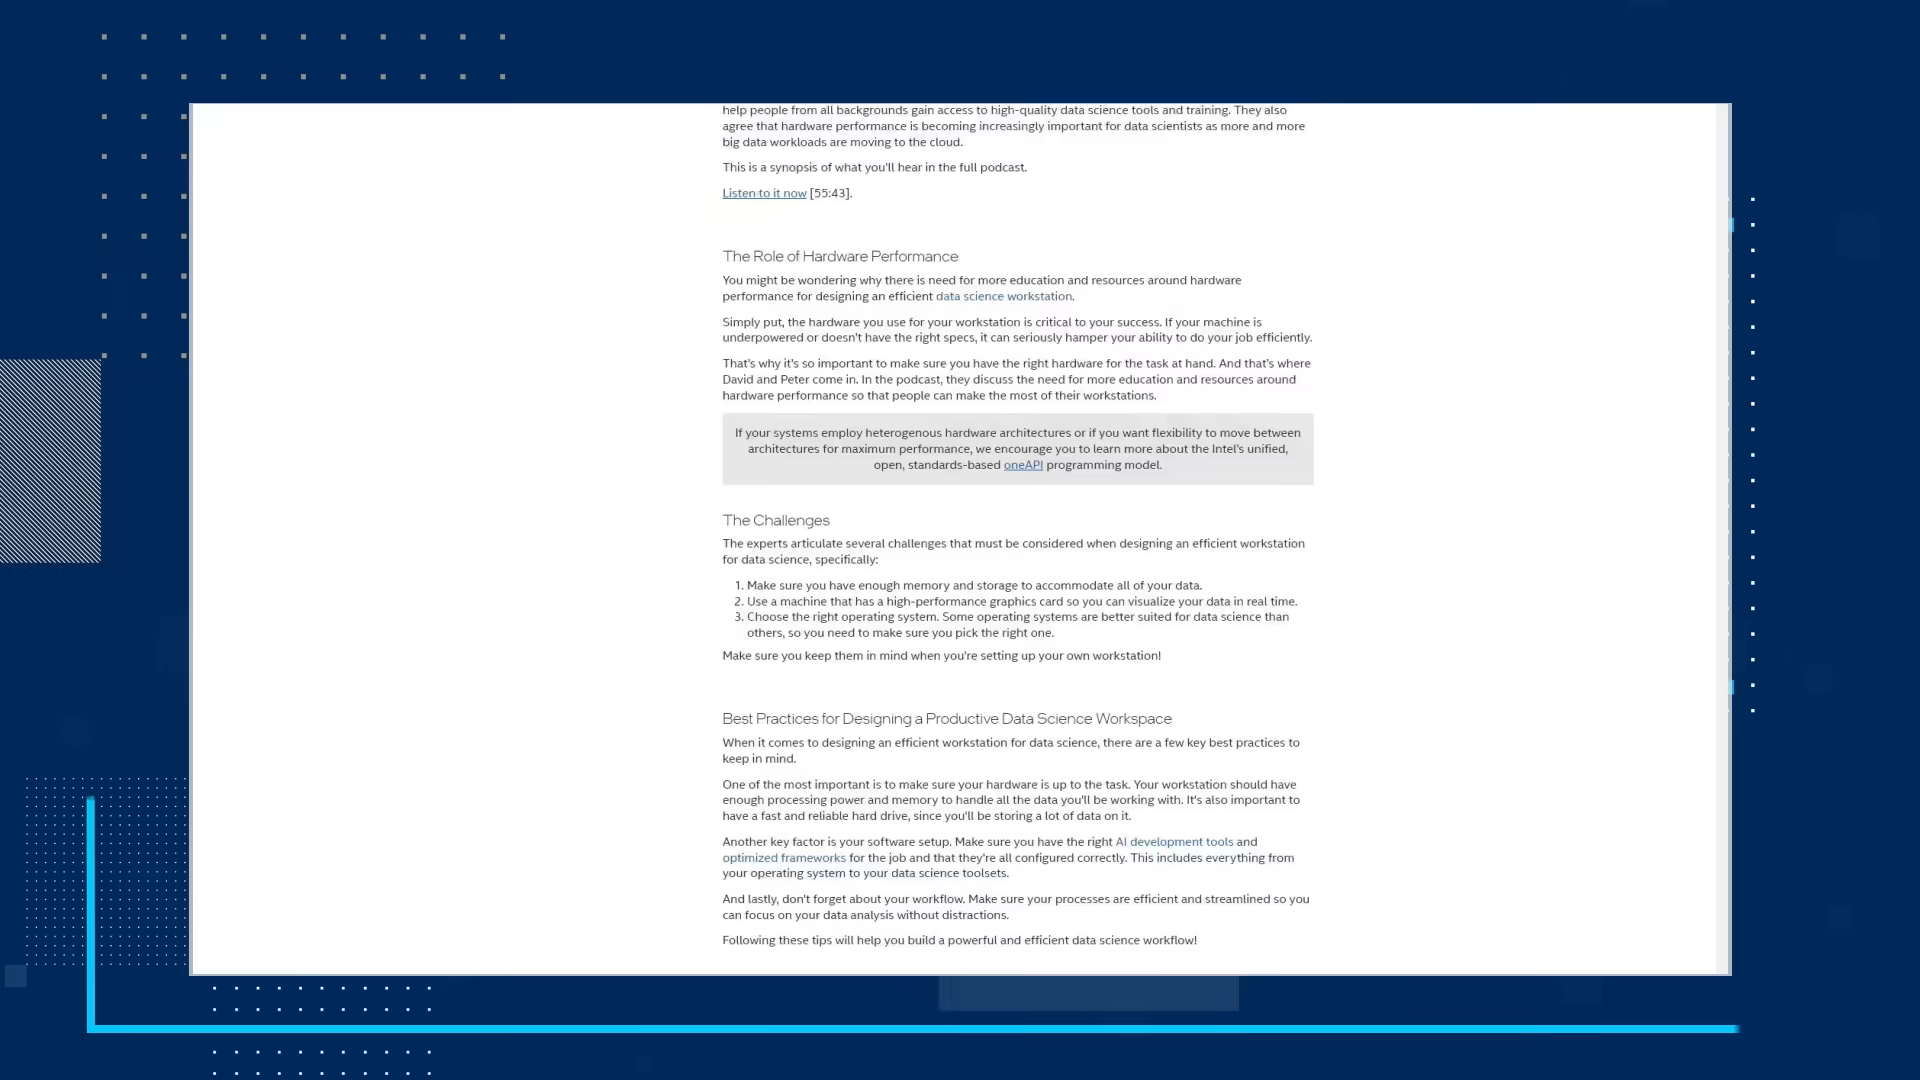 help people from all backgrounds gain access to high-quality data science tools and training. They also
agree that hardware performance is becoming increasingly important for data scientists as more and more
big data workloads are moving to the cloud.
This is a synopsis of what you'll hear in the full podcast.
Listen to it now [55:43].
The Role of Hardware Performance
You might be wondering why there is need for more education and resources around hardware
performance for designing an efficient data science workstation.
Simply put, the hardware you use for your workstation is critical to your success. If your machine is
underpowered or doesn't have the right specs, it can seriously hamper your ability to do your job efficiently.
That's why it's so important to make sure you have the right hardware for the task at hand. And that's where
David and Peter come in. In the podcast, they discuss the need for more education and resources around
hardware performance so that people can make the most of their workstations.
If your systems employ heterogenous hardware architectures or if you want flexibility to move between
architectures for maximum performance, we encourage you to learn more about the Intel's unified,
open, standards-based oneAPI programming model.
The Challenges
The experts articulate several challenges that must be considered when designing an efficient workstation
for data science, specifically:
1. Make sure you have enough memory and storage to accommodate all of your data.
2. Use a machine that has a high-performance graphics card so you can visualize your data in real time.
3. Choose the right operating system. Some operating systems are better suited for data science than
others, so you need to make sure you pick the right one.
Make sure you keep them in mind when you're setting up your own workstation!
Best Practices for Designing a Productive Data Science Workspace
When it comes to designing an efficient workstation for data science, there are a few key best practices to
keep in mind.
One of the most important is to make sure your hardware is up to the task. Your workstation should have
enough processing power and memory to handle all the data you'll be working with. It's also important to
have a fast and reliable hard drive, since you'll be storing a lot of data on it.
Another key factor is your software setup. Make sure you have the right AI development tools and
optimized frameworks for the job and that they're all configured correctly. This includes everything from
your operating system to your data science toolsets.
And lastly, don't forget about your workflow. Make sure your processes are efficient and streamlined so you
can focus on your data analysis without distractions.
Following these tips will help you build a powerful and efficient data science workflow!